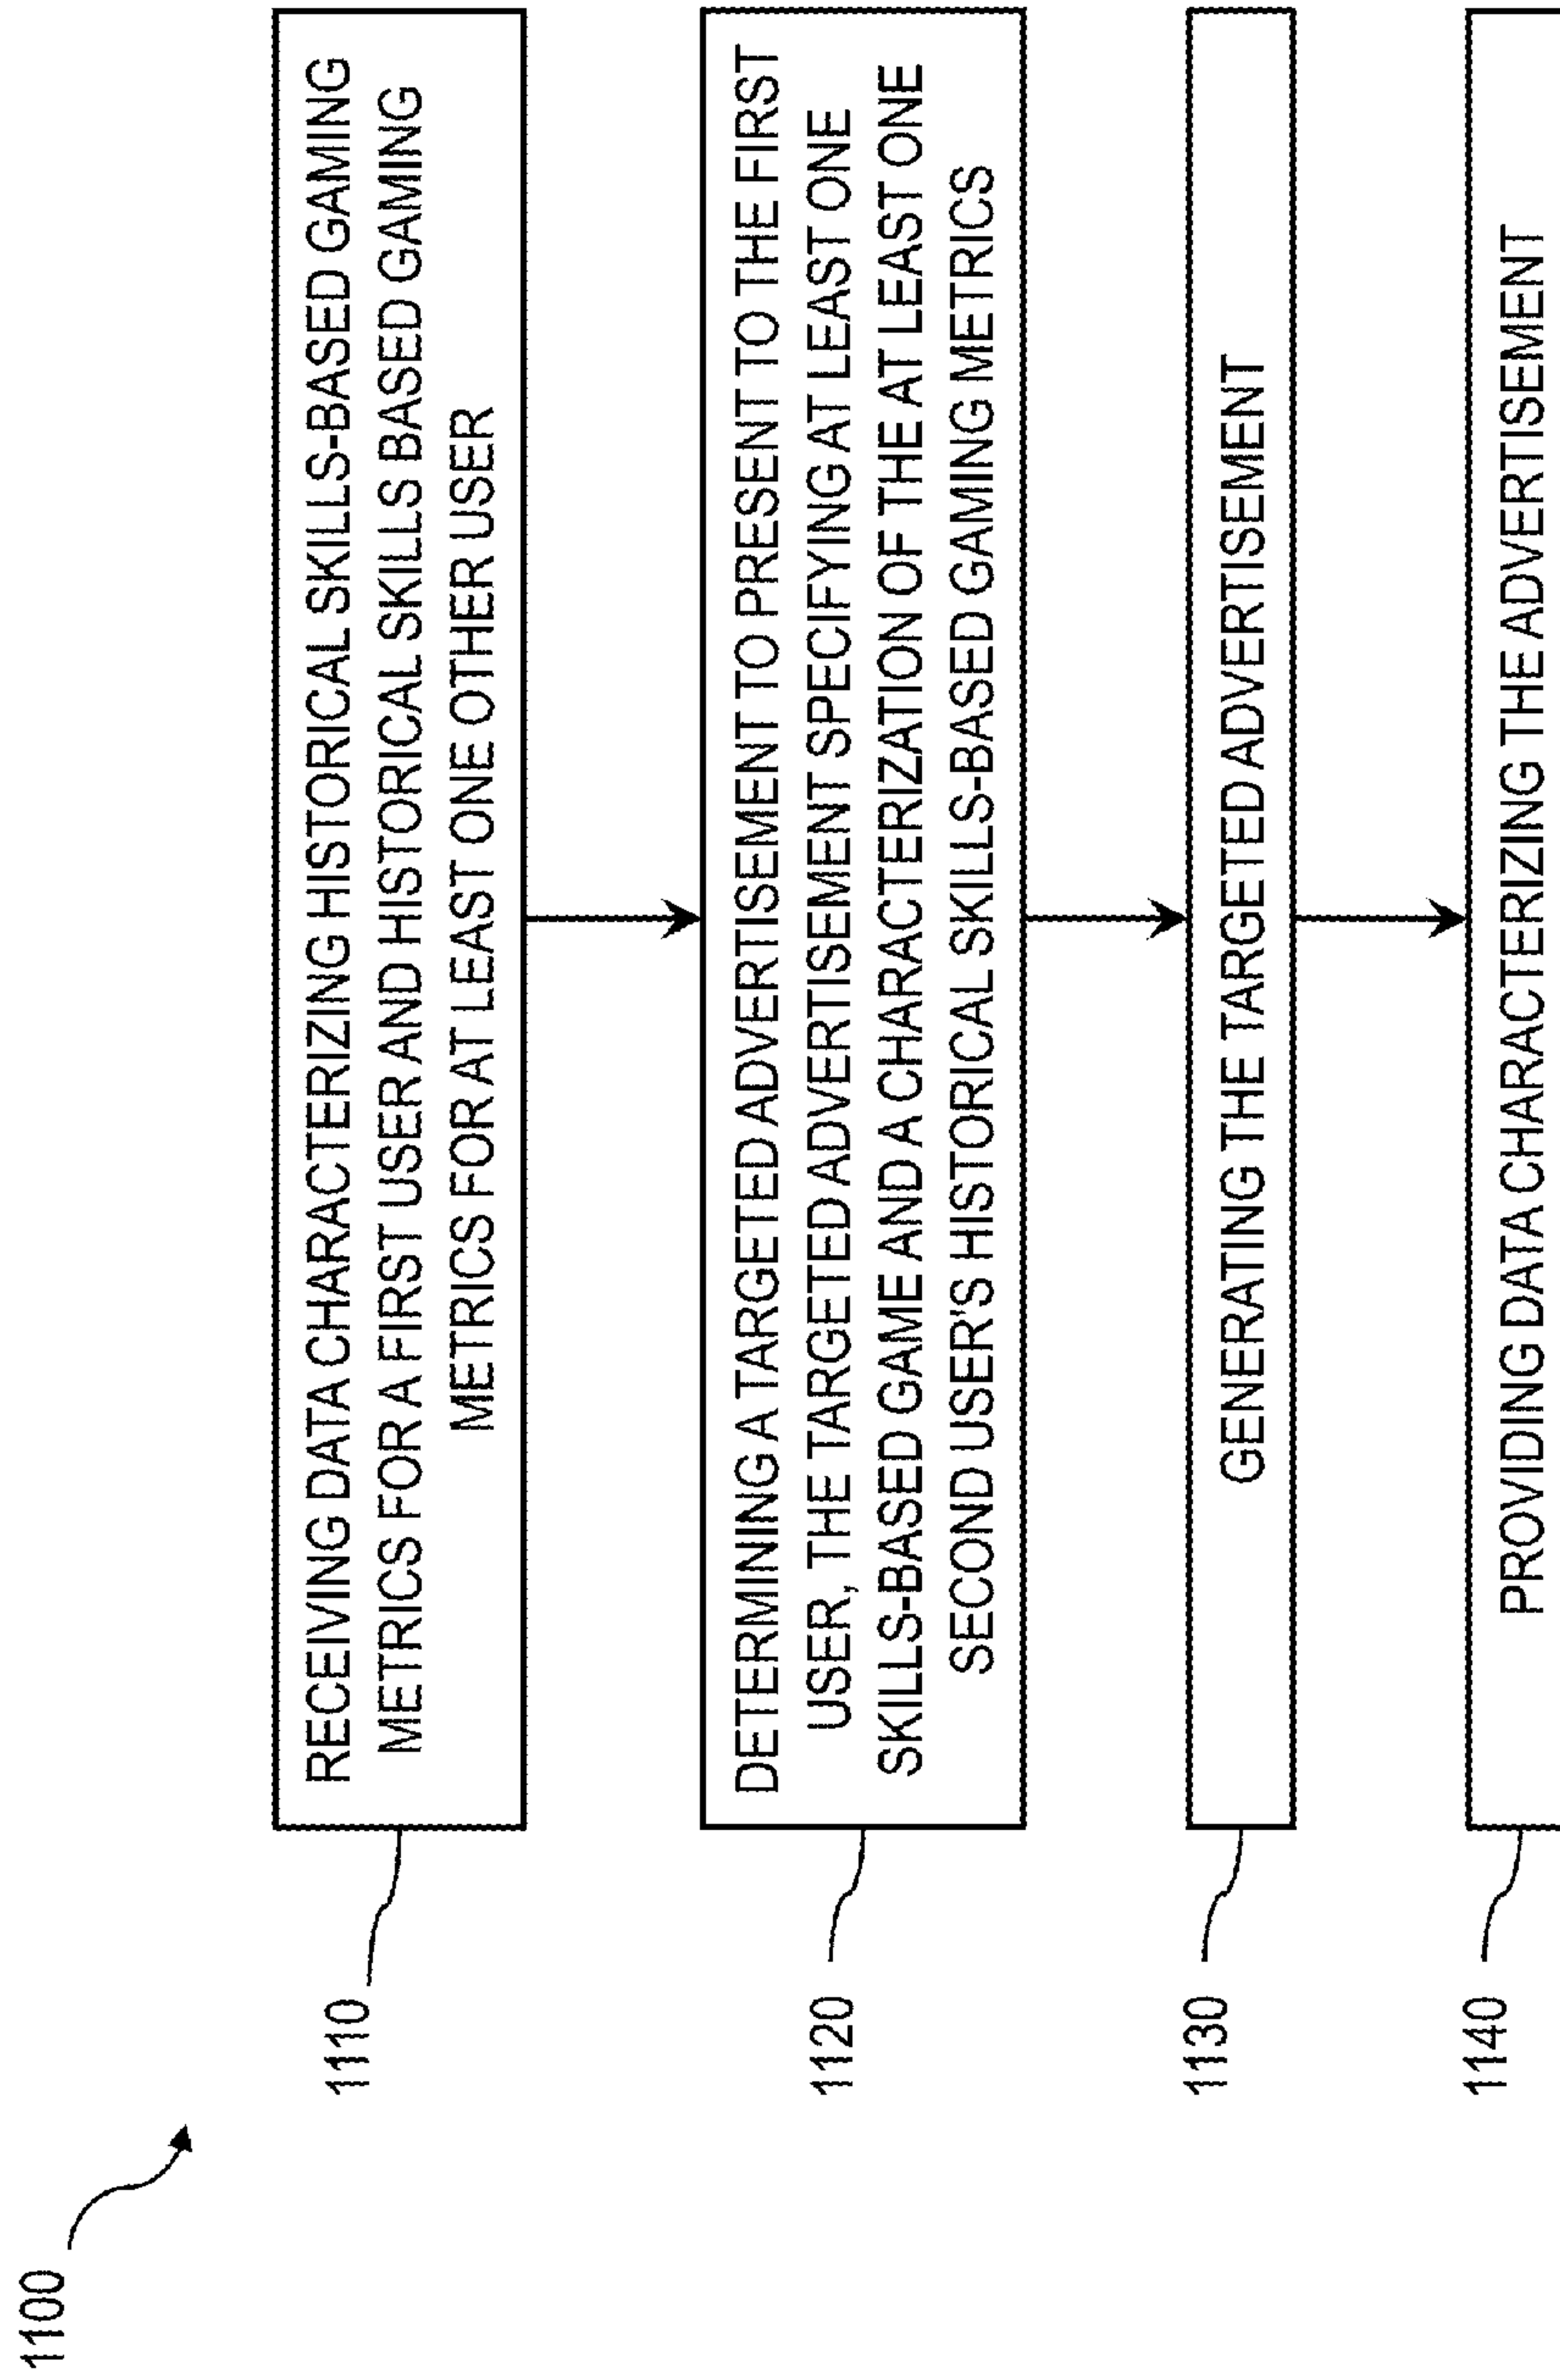 1100
1110
RECEIVING DATA CHARACTERIZING HISTORICAL SKILLS-BASED GAMING
METRICS FOR A FIRST USER AND HISTORICAL SKILLS BASED GAMING
METRICS FOR AT LEAST ONE OTHER USER
1120
DETERMINING A TARGETED ADVERTISEMENT TO PRESENT TO THE FIRST
USER, THE TARGETED ADVERTISEMENT SPECIFYING AT LEAST ONE
SKILLS-BASED GAME AND A CHARACTERIZATION OF THE AT LEAST ONE
SECOND USER'S HISTORICAL SKILLS-BASED GAMING METRICS
1130
GENERATING THE TARGETED ADVERTISEMENT
1140
PROVIDING DATA CHARACTERIZING THE ADVERTISEMENT